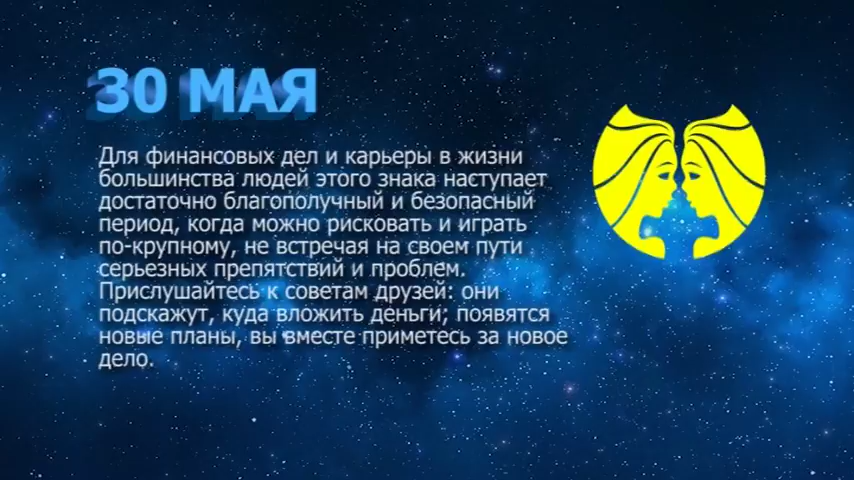 30 МАЯ
Для финансовых дел и карьеры в жизни
большинства людей этого знака наступает
достаточно благополучный и безопасный
период, когда можно рисковать и играть
по-крупному, не встречая на своем пути
серьезных препятствий и проблем.
Прислушайтесь к советам друзей: они
подскажут, куда вложить деньги; появятся
новые планы, вы вместе приметесь за новое
дело.